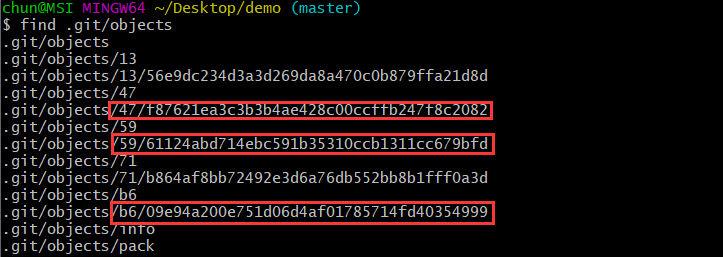 chun@MSI MINGW64 ~/Desktop/demo (master)
$ find .git/objects
.git/objects
.git/objects/13
.git/objects/13/56e9dc234d3a3d269da8a470c0b879ffa21d8d
.git/objects/47
.git/objects/47/f87621ea3c3b3b4ae428c00ccffb247f8c2082
.git/objects/59
.git/objects/59/61124abd714ebc591b35310ccb1311cc679bfd
.git/objects/71
.git/objects/71/b864af8bb72492e3d6a76db552bb8b1fff0a3d
.git/objects/b6
.git/objects/b6/09e94a200e751d06d4af01785714fd40354999
.git/objects/info
.git/objects/pack